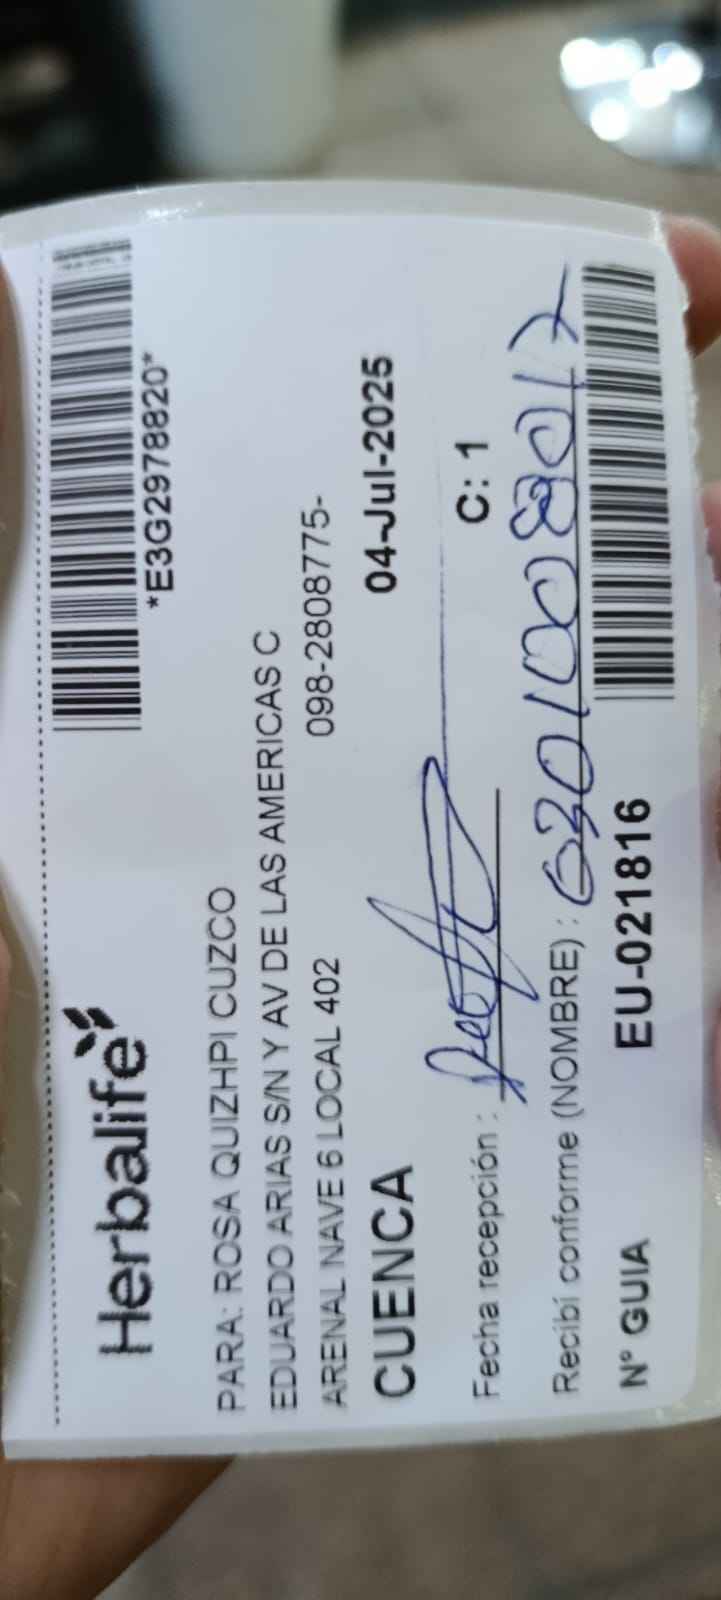 *E3G2978820*
Herbalife
PARA: ROSA QUIZHPI CUZCO
EDUARDO ARIAS S/N Y AV DE LAS AMERICAS C
ARENAL NAVE 6 LOCAL 402 098-2808775-
CUENCA 04-Jul-2025
Fecha recepción : C: 1
Recibí conforme (NOMBRE) :
N° GUIA EU-021816